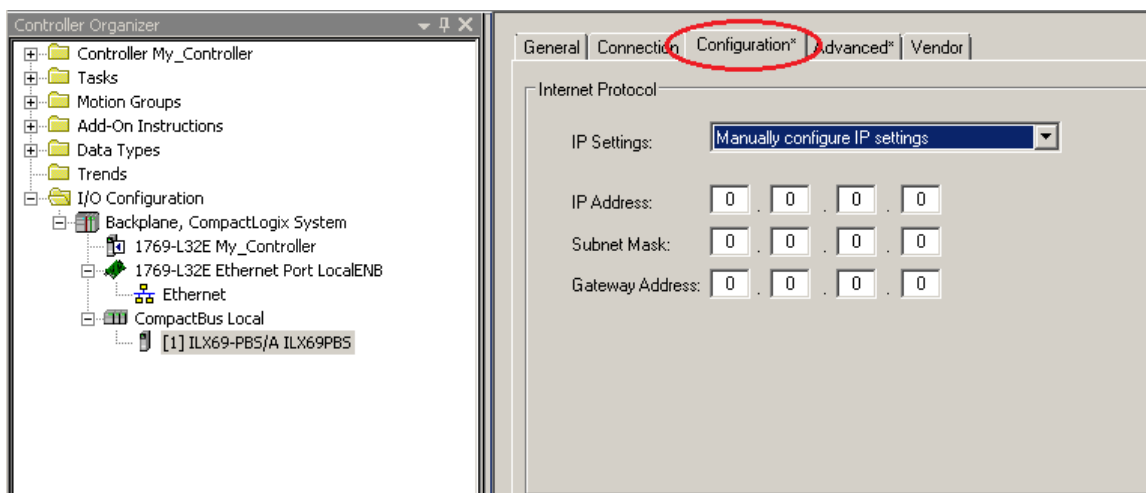 Controller Organizer
Controller My_Controller
Tasks
Motion Groups
Add-On Instructions
Data Types
Trends
I/O Configuration
Backplane, CompactLogix System
1769-L32E My_Controller
1769-L32E Ethernet Port LocalENB
Ethernet
CompactBus Local
[1] ILX69-PBS/A ILX69PBS
General Connection Configuration* Advanced* Vendor
Internet Protocol
IP Settings: Manually configure IP settings
IP Address: 0 . 0 . 0 . 0
Subnet Mask: 0 . 0 . 0 . 0
Gateway Address: 0 . 0 . 0 . 0